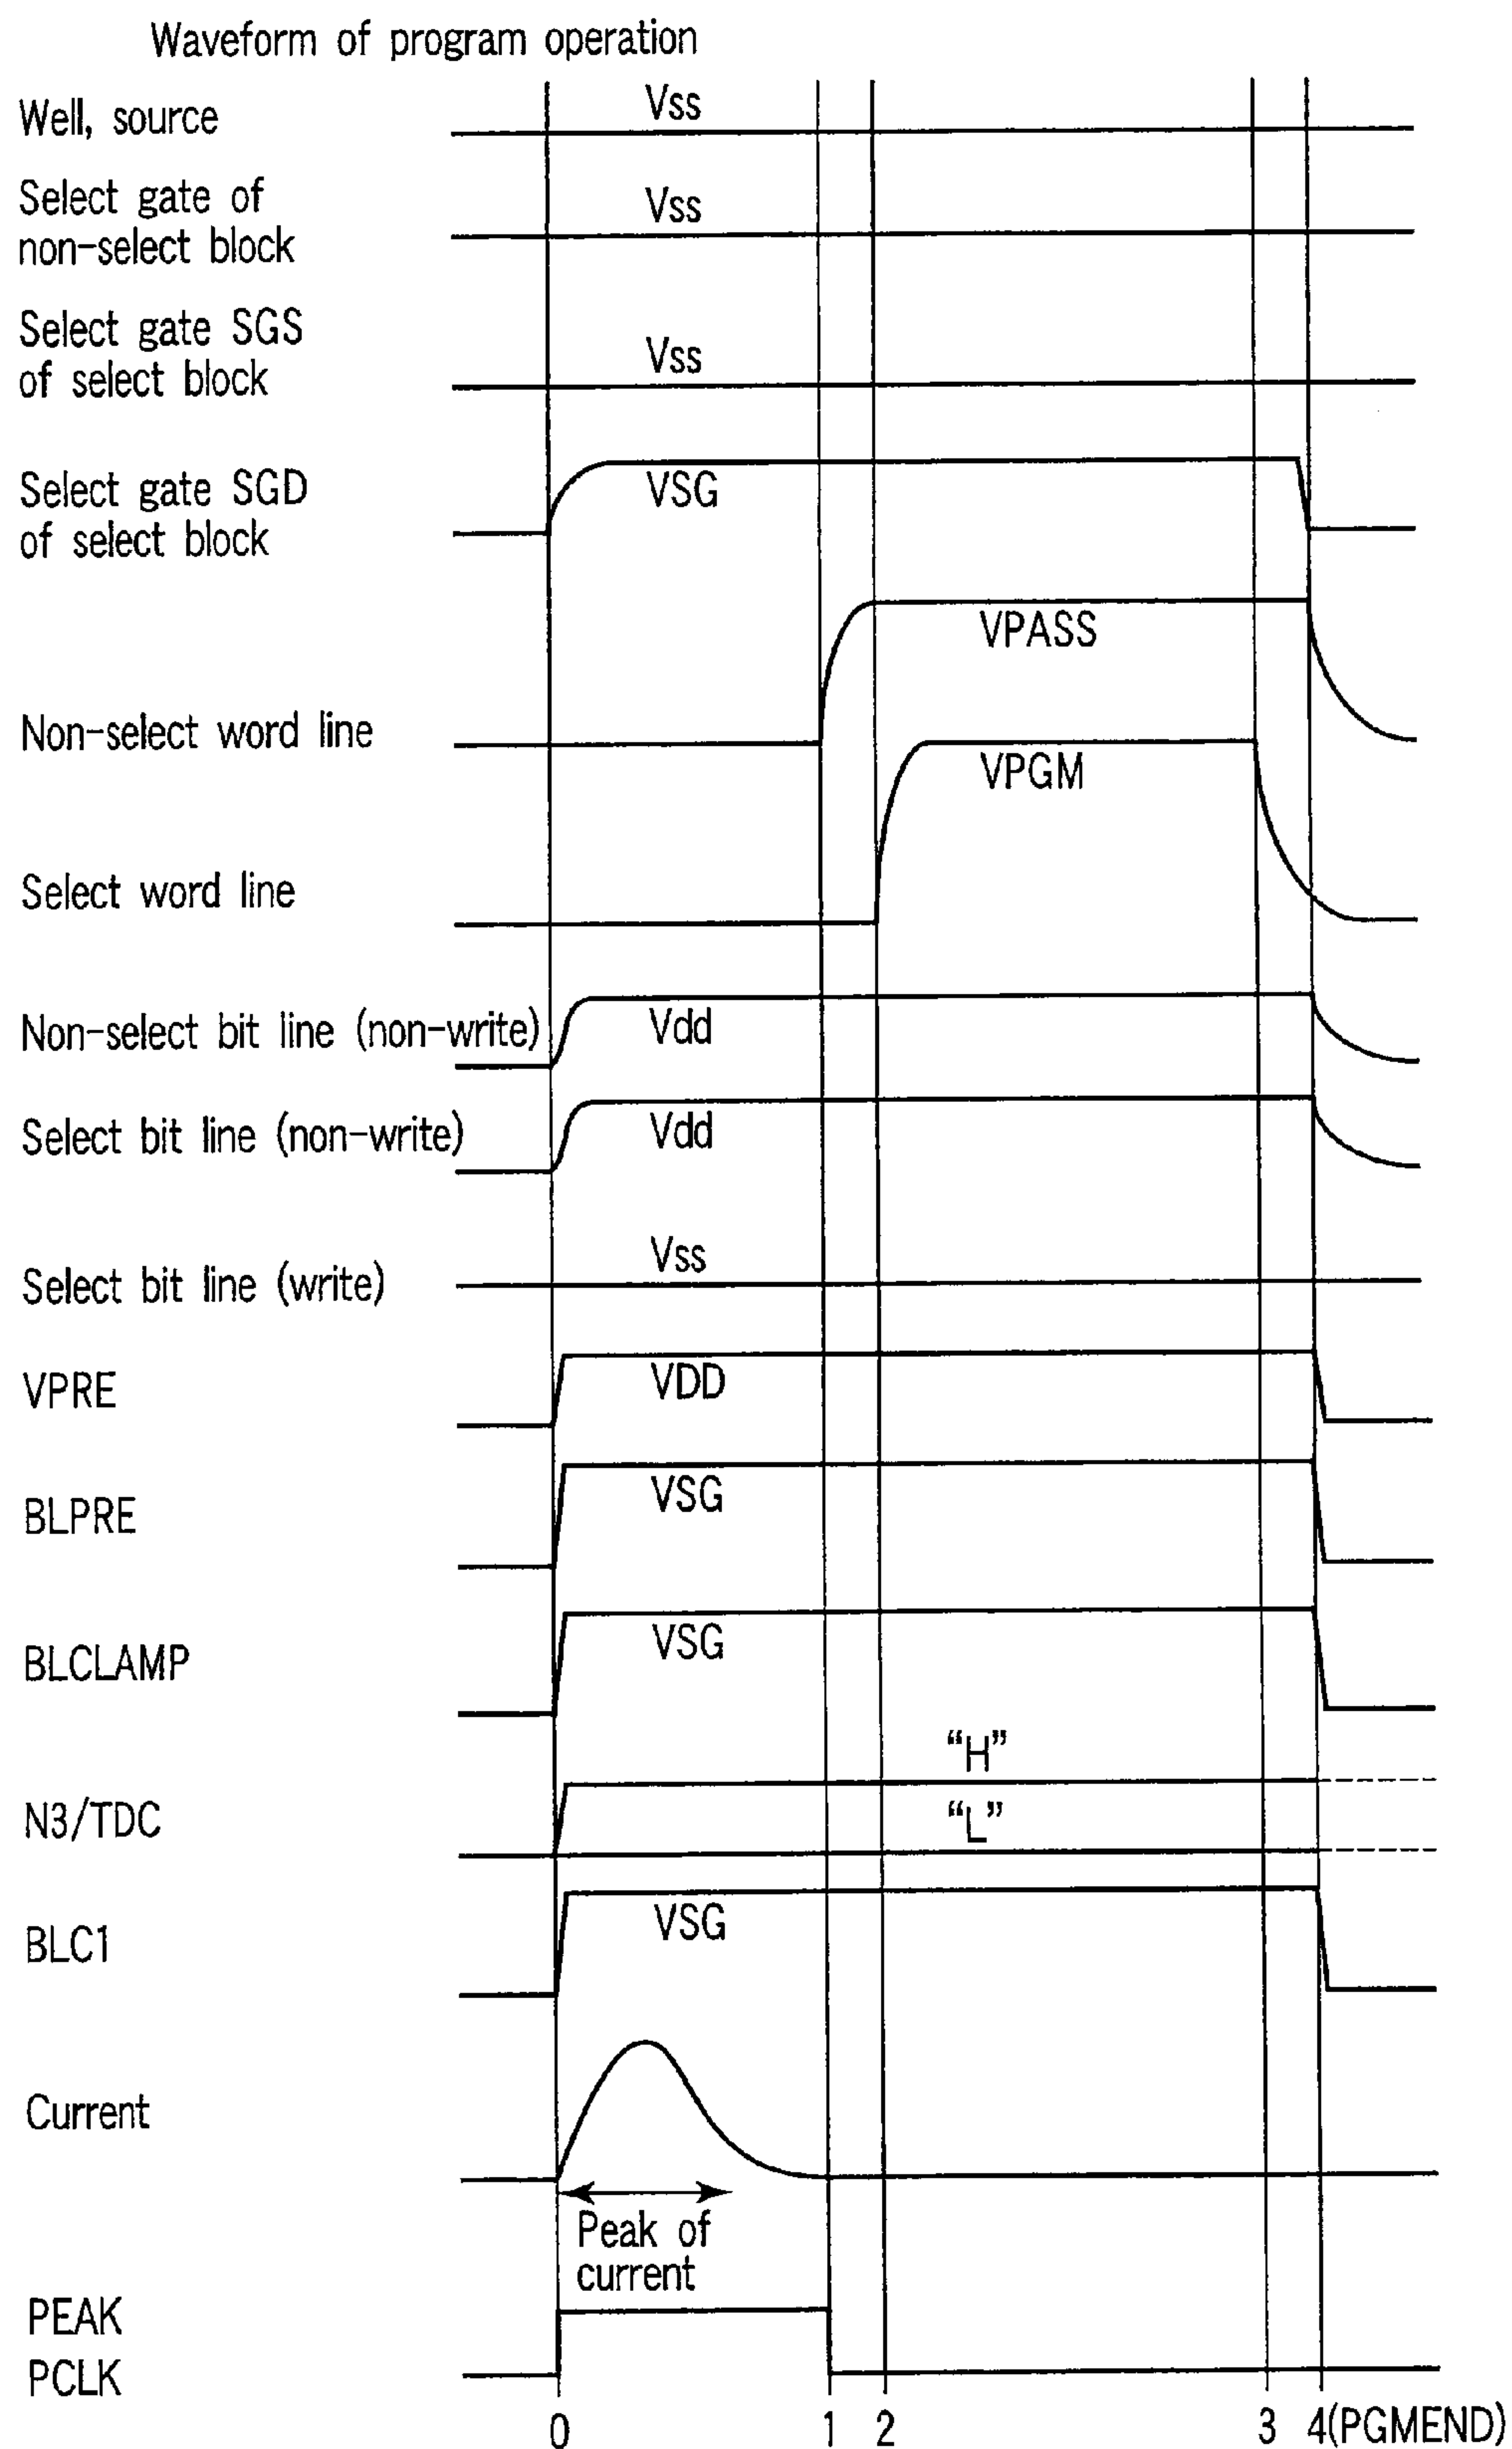 Waveform of program operation
Well, source
Vss
Select gate of
non-select block
Vss
Select gate SGS
of select block
Vss
Select gate SGD
of select block
VSG
Non-select word line
VPASS
Select word line
VPGM
Non-select bit line (non-write)
Vdd
Select bit line (non-write)
Vdd
Select bit line (write)
Vss
VPRE
VDD
BLPRE
VSG
BLCLAMP
VSG
N3/TDC
“H”
“L”
BLC1
VSG
Current
Peak of
current
PEAK
PCLK
0 1 2 3 4(PGMEND)